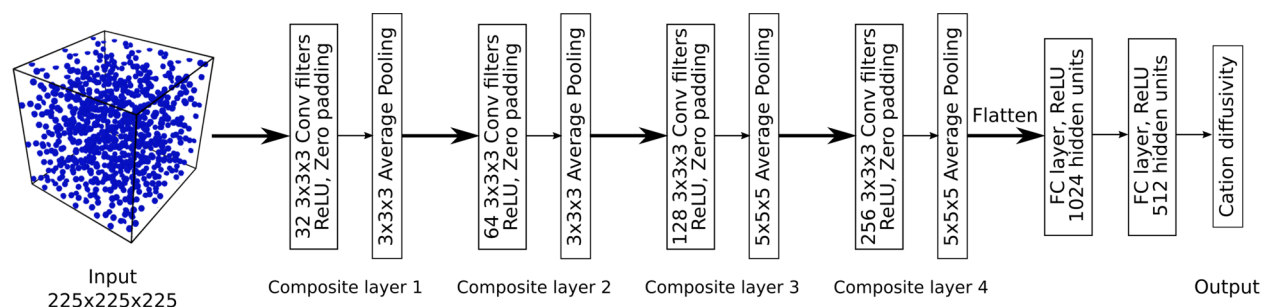 Input
225x225x225
32 3x3x3 Conv filters
ReLU, Zero padding
3x3x3 Average Pooling
Composite layer 1
64 3x3x3 Conv filters
ReLU, Zero padding
3x3x3 Average Pooling
Composite layer 2
128 3x3x3 Conv filters
ReLU, Zero padding
5x5x5 Average Pooling
Composite layer 3
256 3x3x3 Conv filters
ReLU, Zero padding
5x5x5 Average Pooling
Composite layer 4
Flatten
FC layer, ReLU
1024 hidden units
FC layer, ReLU
512 hidden units
Cation diffusivity
Output